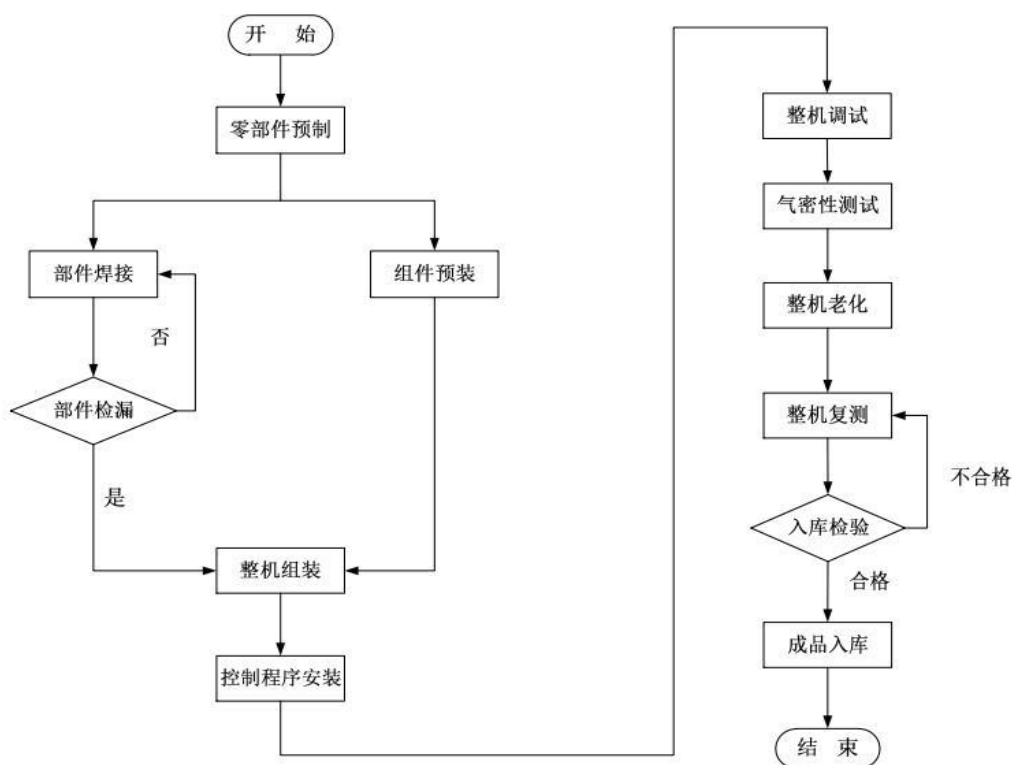 开 始
零部件预制
部件焊接
组件预装
否
部件检漏
是
整机组装
控制程序安装
整机调试
气密性测试
整机老化
整机复测
不合格
入库检验
合格
成品入库
结 束